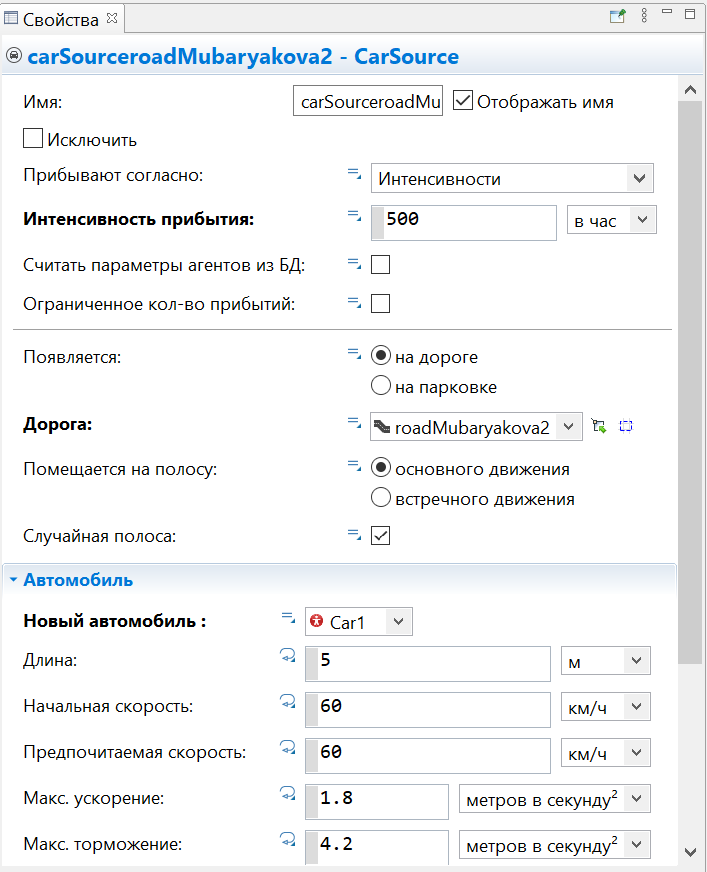 Свойства
carSourceroadMubaryakova2 - CarSource
Имя: carSourceroadMu Отображать имя
Исключить
Прибывают согласно: Интенсивности
Интенсивность прибытия: 500 в час
Считать параметры агентов из БД:
Ограниченное кол-во прибытий:
Появляется: на дороге
на парковке
Дорога: roadMubaryakova2
Помещается на полосу: основного движения
встречного движения
Случайная полоса:
Автомобиль
Новый автомобиль : Car1
Длина: 5 м
Начальная скорость: 60 км/ч
Предпочитаемая скорость: 60 км/ч
Макс. ускорение: 1.8 метров в секунду²
Макс. торможение: 4.2 метров в секунду²